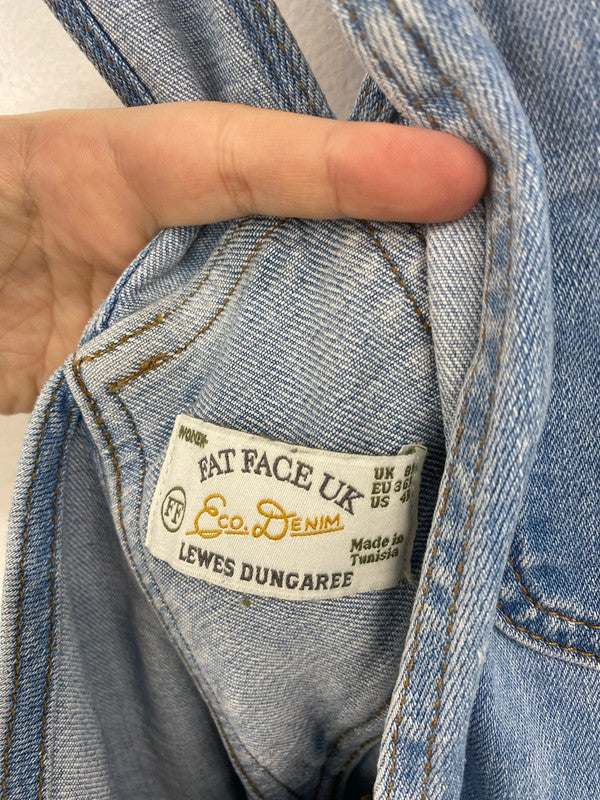 WOMEN
FAT FACE UK
FF
Eco. Denim
LEWES DUNGAREE
UK 8
EU 36
US 4
Made in
Tunisia